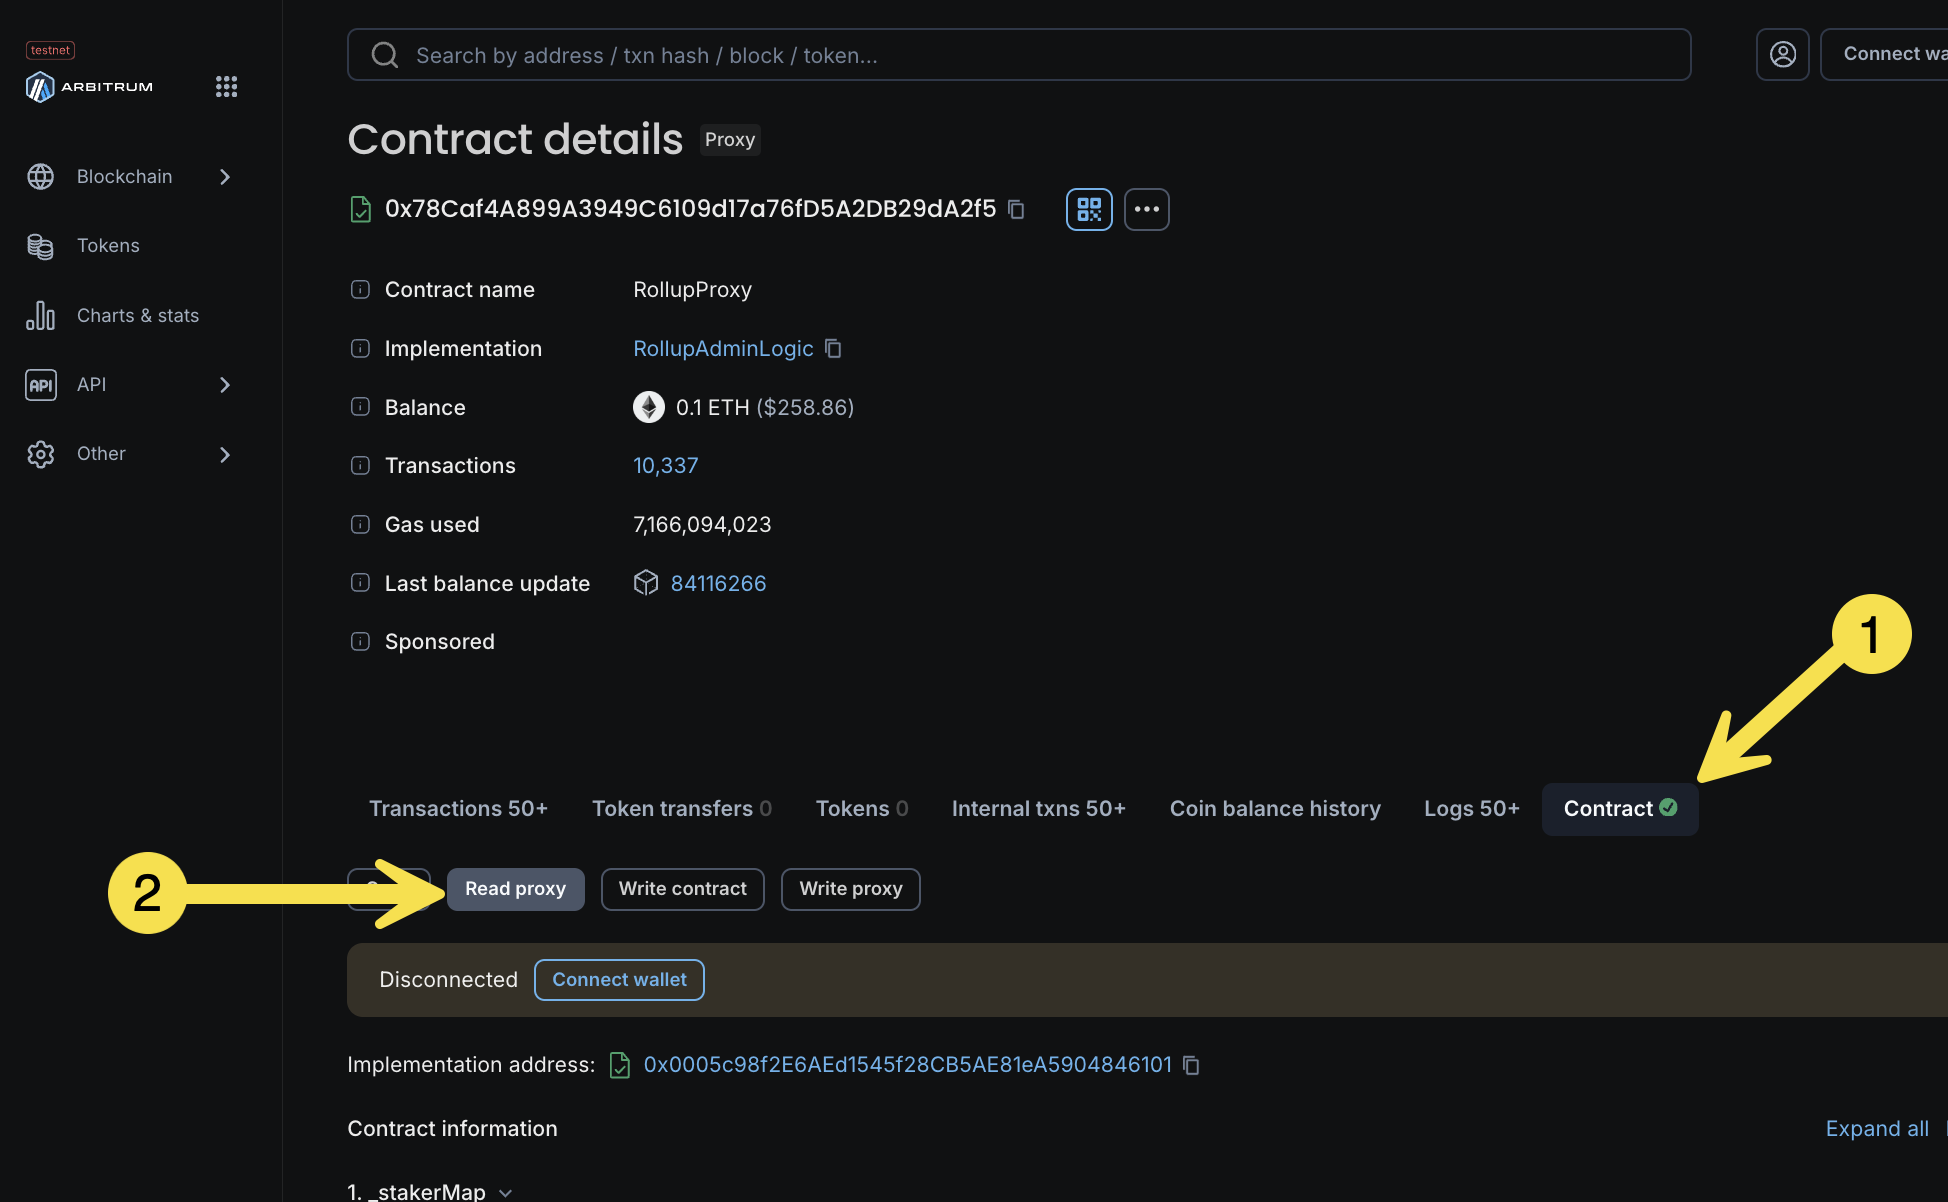 testnet
ARBITRUM
Blockchain
Tokens
Charts & stats
API API
Other
Search by address / txn hash / block / token...
Connect wa
Contract details Proxy
0x78Caf4A899A3949C6109d17a76fD5A2DB29dA2f5
Contract name RollupProxy
Implementation RollupAdminLogic
Balance 0.1 ETH ($258.86)
Transactions 10,337
Gas used 7,166,094,023
Last balance update 84116266
Sponsored
1
Transactions 50+ Token transfers 0 Tokens 0 Internal txns 50+ Coin balance history Logs 50+ Contract
2 Read proxy Write contract Write proxy
Disconnected Connect wallet
Implementation address: 0x0005c98f2E6AEd1545f28CB5AE81eA5904846101
Contract information Expand all
1. _stakerMap